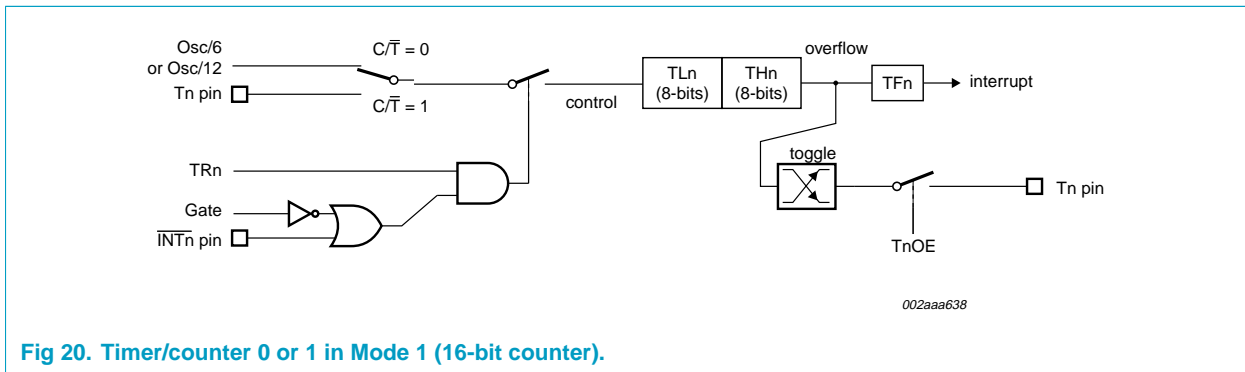 Osc/6
or Osc/12
C/T̅ = 0
Tn pin
C/T̅ = 1
control
TLn
(8-bits)
THn
(8-bits)
overflow
TFn
interrupt
toggle
Tn pin
TnOE
TRn
Gate
I̅N̅T̅n̅ pin
002aaa638
Fig 20. Timer/counter 0 or 1 in Mode 1 (16-bit counter).